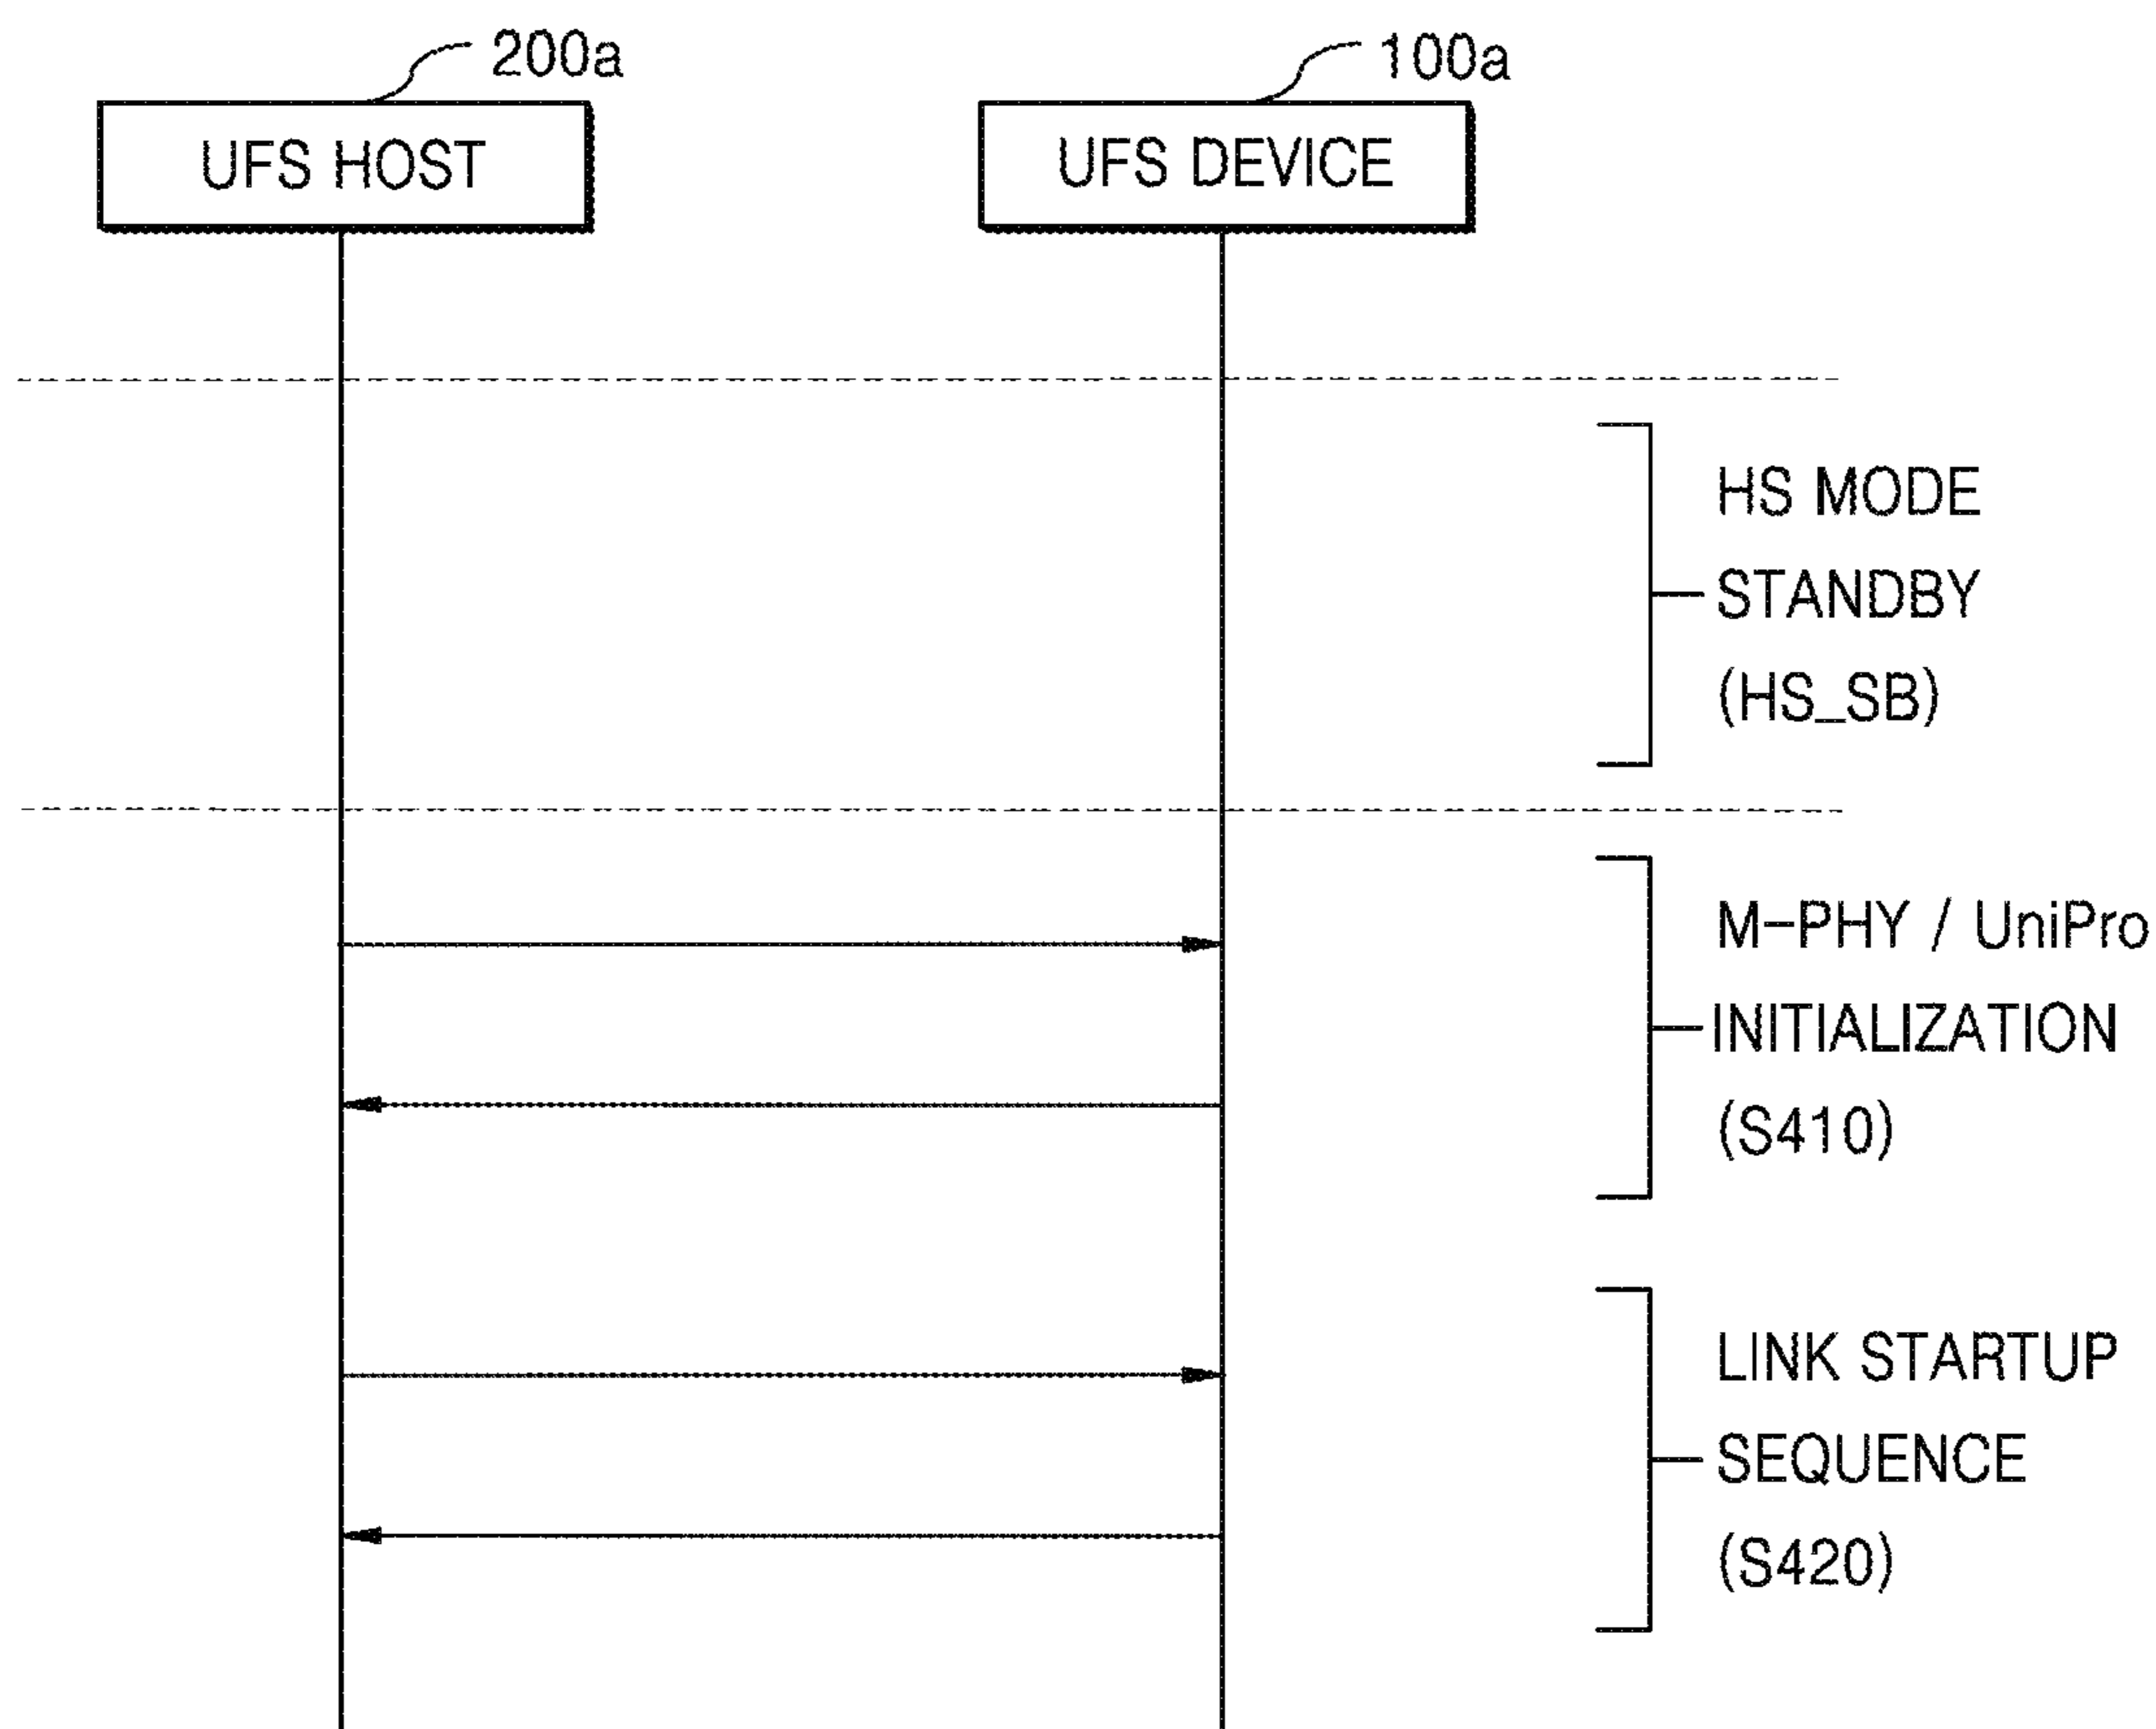 200a
100a
UFS HOST
UFS DEVICE
HS MODE
STANDBY
(HS_SB)
M-PHY / UniPro
INITIALIZATION
(S410)
LINK STARTUP
SEQUENCE
(S420)